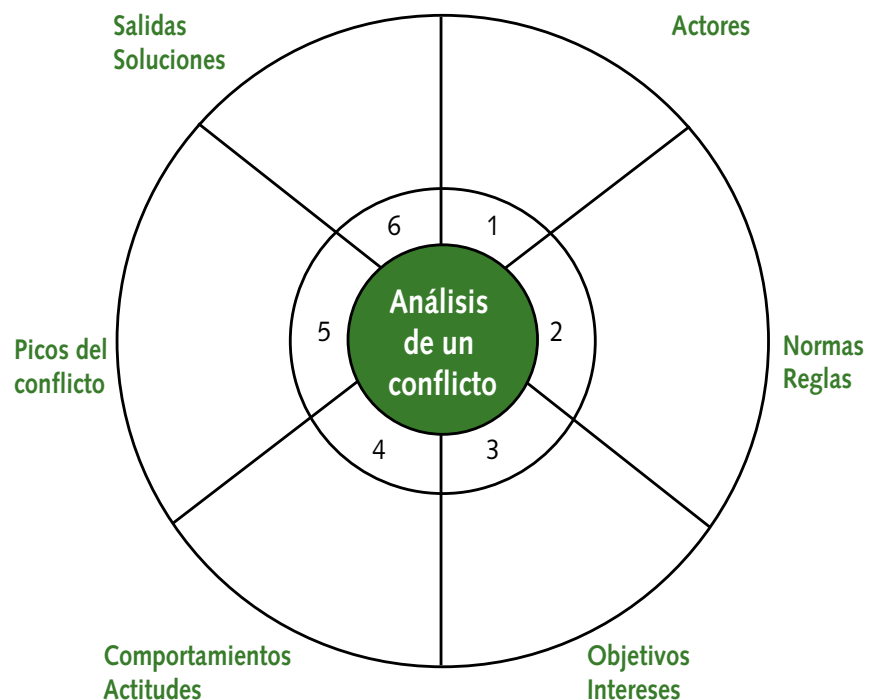 Salidas
Soluciones
Actores
6
1
Análisis
de un
conflicto
5
2
Picos del
conflicto
Normas
Reglas
4
3
Comportamientos
Actitudes
Objetivos
Intereses